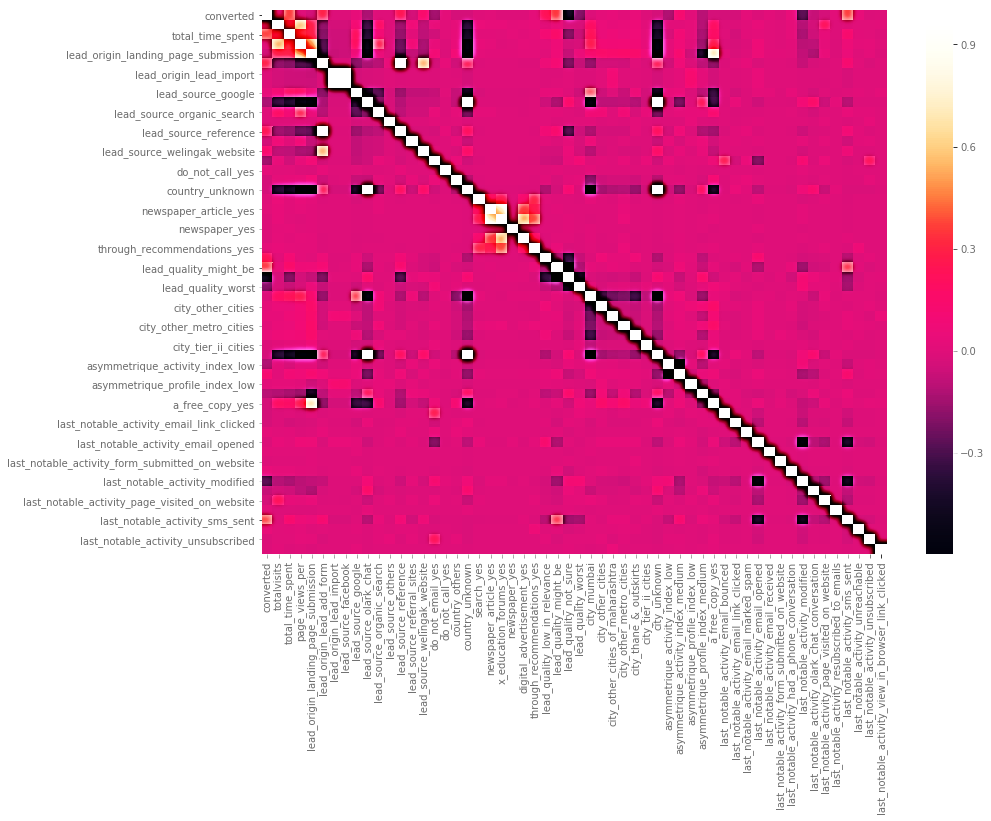 converted
total_time_spent
lead_origin_landing_page_submission
lead_origin_lead_import
lead_source_google
lead_source_organic_search
lead_source_reference
lead_source_welingak_website
do_not_call_yes
country_unknown
newspaper_article_yes
newspaper_yes
through_recommendations_yes
lead_quality_might_be
lead_quality_worst
city_other_cities
city_other_metro_cities
city_tier_ii_cities
asymmetrique_activity_index_low
asymmetrique_profile_index_low
a_free_copy_yes
last_notable_activity_email_link_clicked
last_notable_activity_email_opened
last_notable_activity_form_submitted_on_website
last_notable_activity_modified
last_notable_activity_page_visited_on_website
last_notable_activity_sms_sent
last_notable_activity_unsubscribed
converted
totalvisits
total_time_spent
page_views_per
lead_origin_landing_page_submission
lead_origin_lead_add_form
lead_origin_lead_import
lead_source_facebook
lead_source_google
lead_source_olark_chat
lead_source_organic_search
lead_source_others
lead_source_reference
lead_source_referral_sites
lead_source_welingak_website
do_not_email_yes
do_not_call_yes
country_others
country_unknown
search_yes
newspaper_article_yes
x_education_forums_yes
newspaper_yes
digital_advertisement_yes
through_recommendations_yes
lead_quality_low_in_relevance
lead_quality_might_be
lead_quality_not_sure
lead_quality_worst
city_mumbai
city_other_cities
city_other_cities_of_maharashtra
city_other_metro_cities
city_thane_&_outskirts
city_tier_ii_cities
city_unknown
asymmetrique_activity_index_low
asymmetrique_activity_index_medium
asymmetrique_profile_index_low
asymmetrique_profile_index_medium
a_free_copy_yes
last_notable_activity_email_bounced
last_notable_activity_email_link_clicked
last_notable_activity_email_marked_spam
last_notable_activity_email_opened
last_notable_activity_email_received
last_notable_activity_form_submitted_on_website
last_notable_activity_had_a_phone_conversation
last_notable_activity_modified
last_notable_activity_olark_chat_conversation
last_notable_activity_page_visited_on_website
last_notable_activity_resubscribed_to_emails
last_notable_activity_sms_sent
last_notable_activity_unreachable
last_notable_activity_unsubscribed
last_notable_activity_view_in_browser_link_clicked
0.9
0.6
0.3
0.0
−0.3